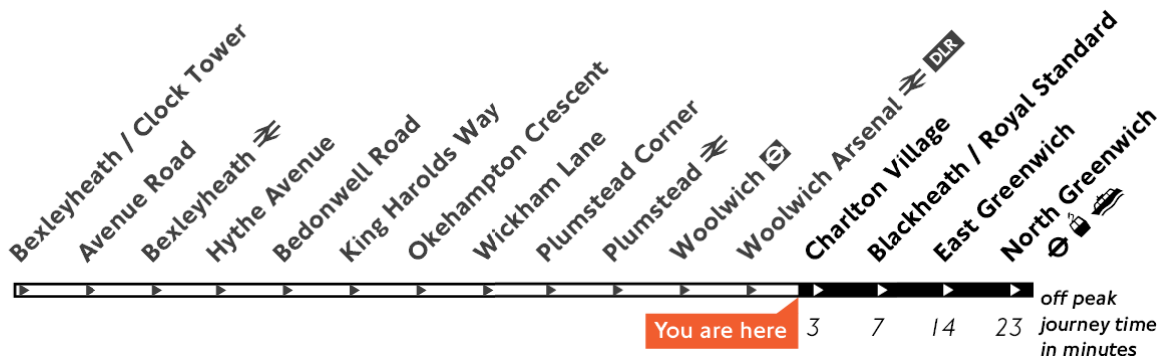 Bexleyheath / Clock Tower
Avenue Road
Bexleyheath
Hythe Avenue
Bedonwell Road
King Harolds Way
Okehampton Crescent
Wickham Lane
Plumstead Corner
Plumstead
Woolwich
Woolwich Arsenal DLR
Charlton Village
Blackheath / Royal Standard
East Greenwich
North Greenwich
You are here
3 7 14 23
off peak
journey time
in minutes